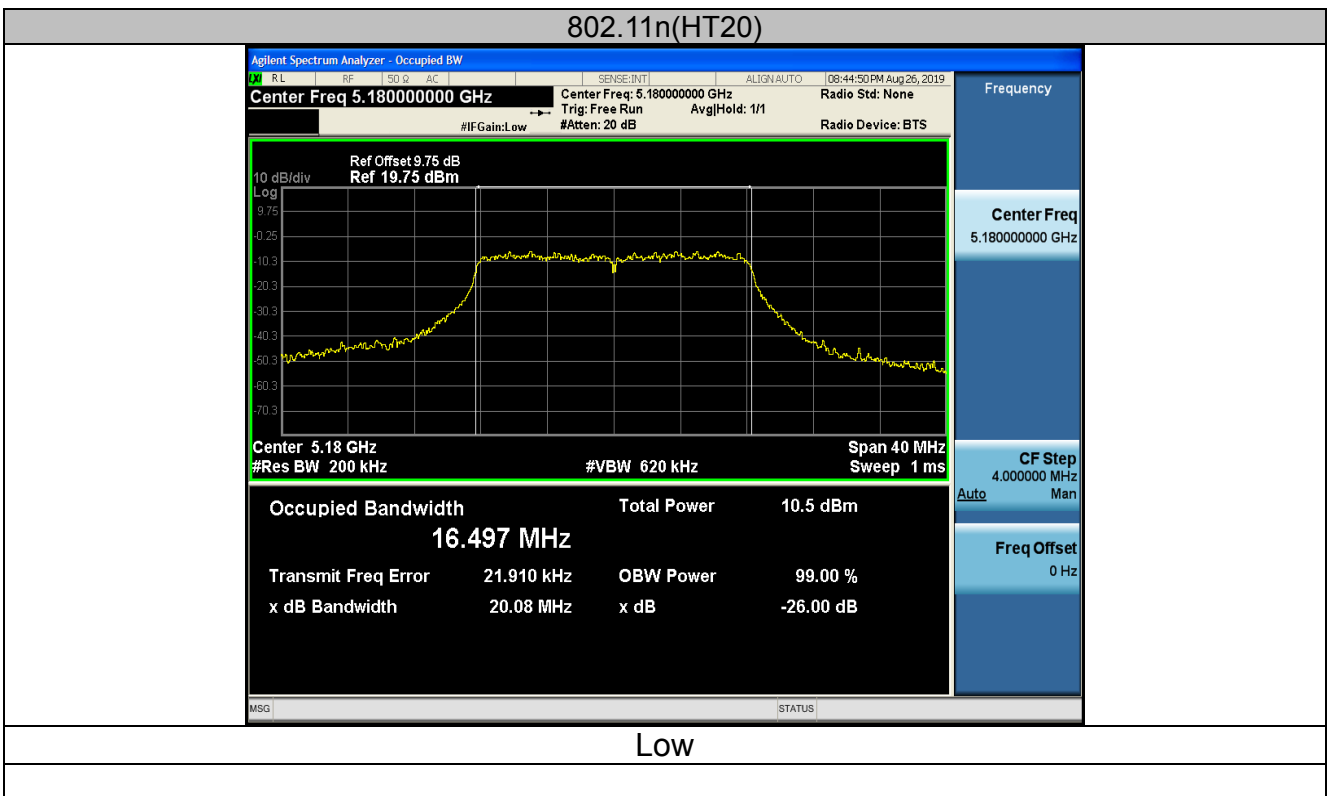 802.11n(HT20)
Agilent Spectrum Analyzer - Occupied BW
LXI RL RF 50 Ω AC SENSE:INT ALIGN AUTO 08:44:50 PM Aug 26, 2019
Center Freq 5.180000000 GHz
Center Freq: 5.180000000 GHz
Radio Std: None
Trig: Free Run Avg|Hold: 1/1
#IFGain:Low
#Atten: 20 dB
Radio Device: BTS
Ref Offset 9.75 dB
10 dB/div Ref 19.75 dBm
Log
9.75
-0.25
-10.3
-20.3
-30.3
-40.3
-50.3
-60.3
-70.3
Center 5.18 GHz Span 40 MHz
#Res BW 200 kHz #VBW 620 kHz Sweep 1 ms
Occupied Bandwidth Total Power 10.5 dBm
16.497 MHz
Transmit Freq Error 21.910 kHz OBW Power 99.00 %
x dB Bandwidth 20.08 MHz x dB -26.00 dB
MSG STATUS
Frequency
Center Freq
5.180000000 GHz
CF Step
4.000000 MHz
Auto Man
Freq Offset
0 Hz
Low